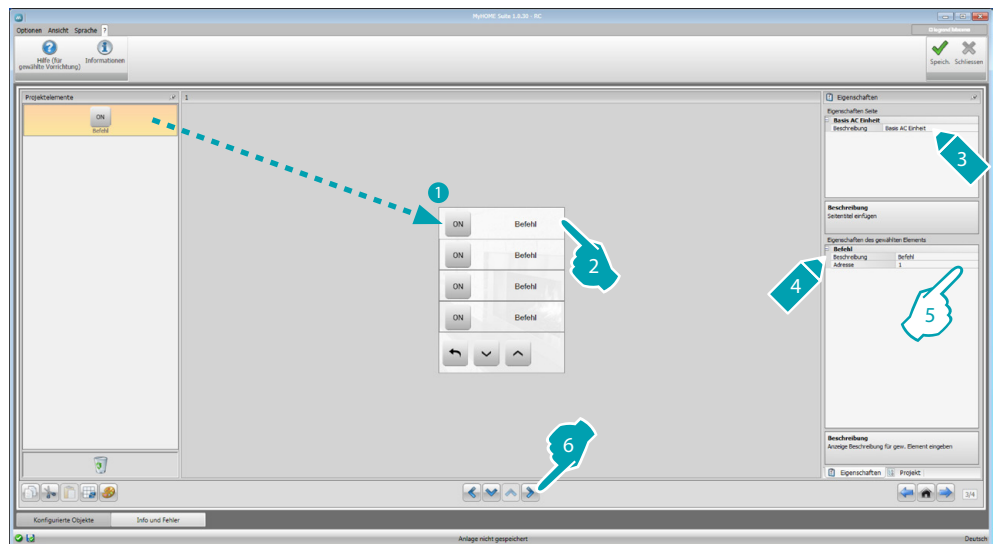 MyHOME Suite 1.0.30 - RC
Optionen Ansicht Sprache ?
Hilfe (für gewählte Vorrichtung)
Informationen
Speich. Schliessen
Projektelemente
1
ON
Befehl
1
ON Befehl
ON Befehl
ON Befehl
ON Befehl
2
Eigenschaften
Eigenschaften Seite
Basis AC Einheit
Beschreibung Basis AC Einheit
3
Beschreibung
Seitentitel einfügen
Eigenschaften des gewählten Elements
Befehl
Beschreibung Befehl
Adresse 1
4
5
Beschreibung
Anzeige Beschreibung für gew. Element eingeben
Eigenschaften Projekt
6
3/4
Konfigurierte Objekte Info und Fehler
Anlage nicht gespeichert
Deutsch